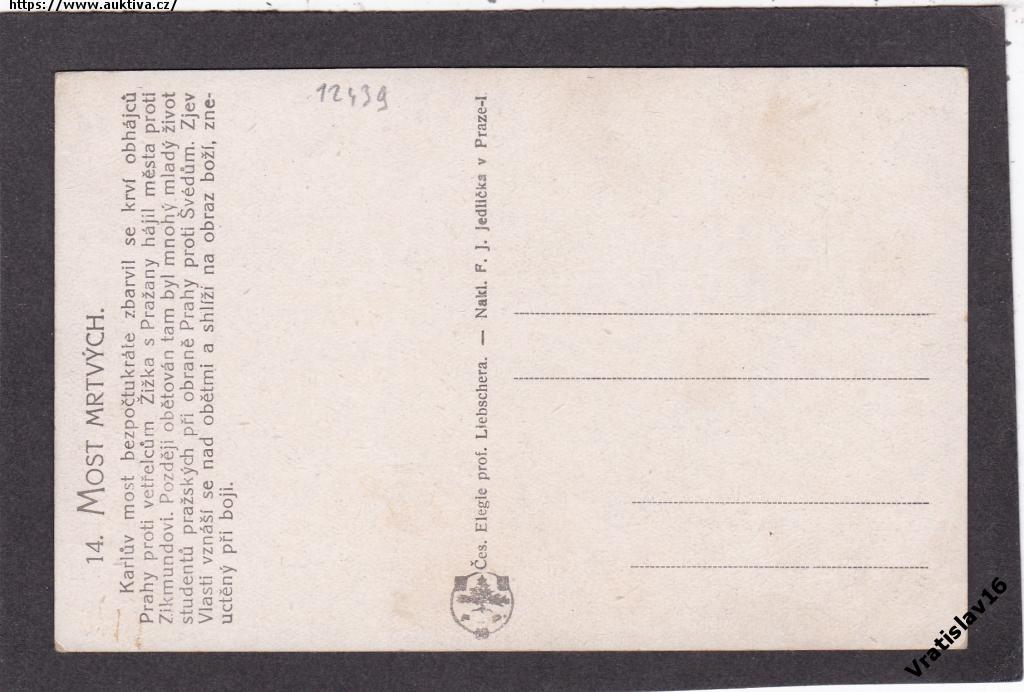 https://www.auktiva.cz/
12439
14. MOST MRTVÝCH.
Karlův most bezpočtukráte zbarvil se krví obhájců
Prahy proti vetřelcům. Žižka s Pražany hájil města proti
Zikmundovi. Později obětován tam byl mnohý mladý život
studentů pražských při obraně Prahy proti Švédům. Zjev
Vlasti vznáší se nad obětmi a shlíží na obraz boží, zne-
uctěný při boji.
Čes. Elegie prof. Liebschera. — Nakl. F. J. Jedlička v Praze-I.
Vratislav16